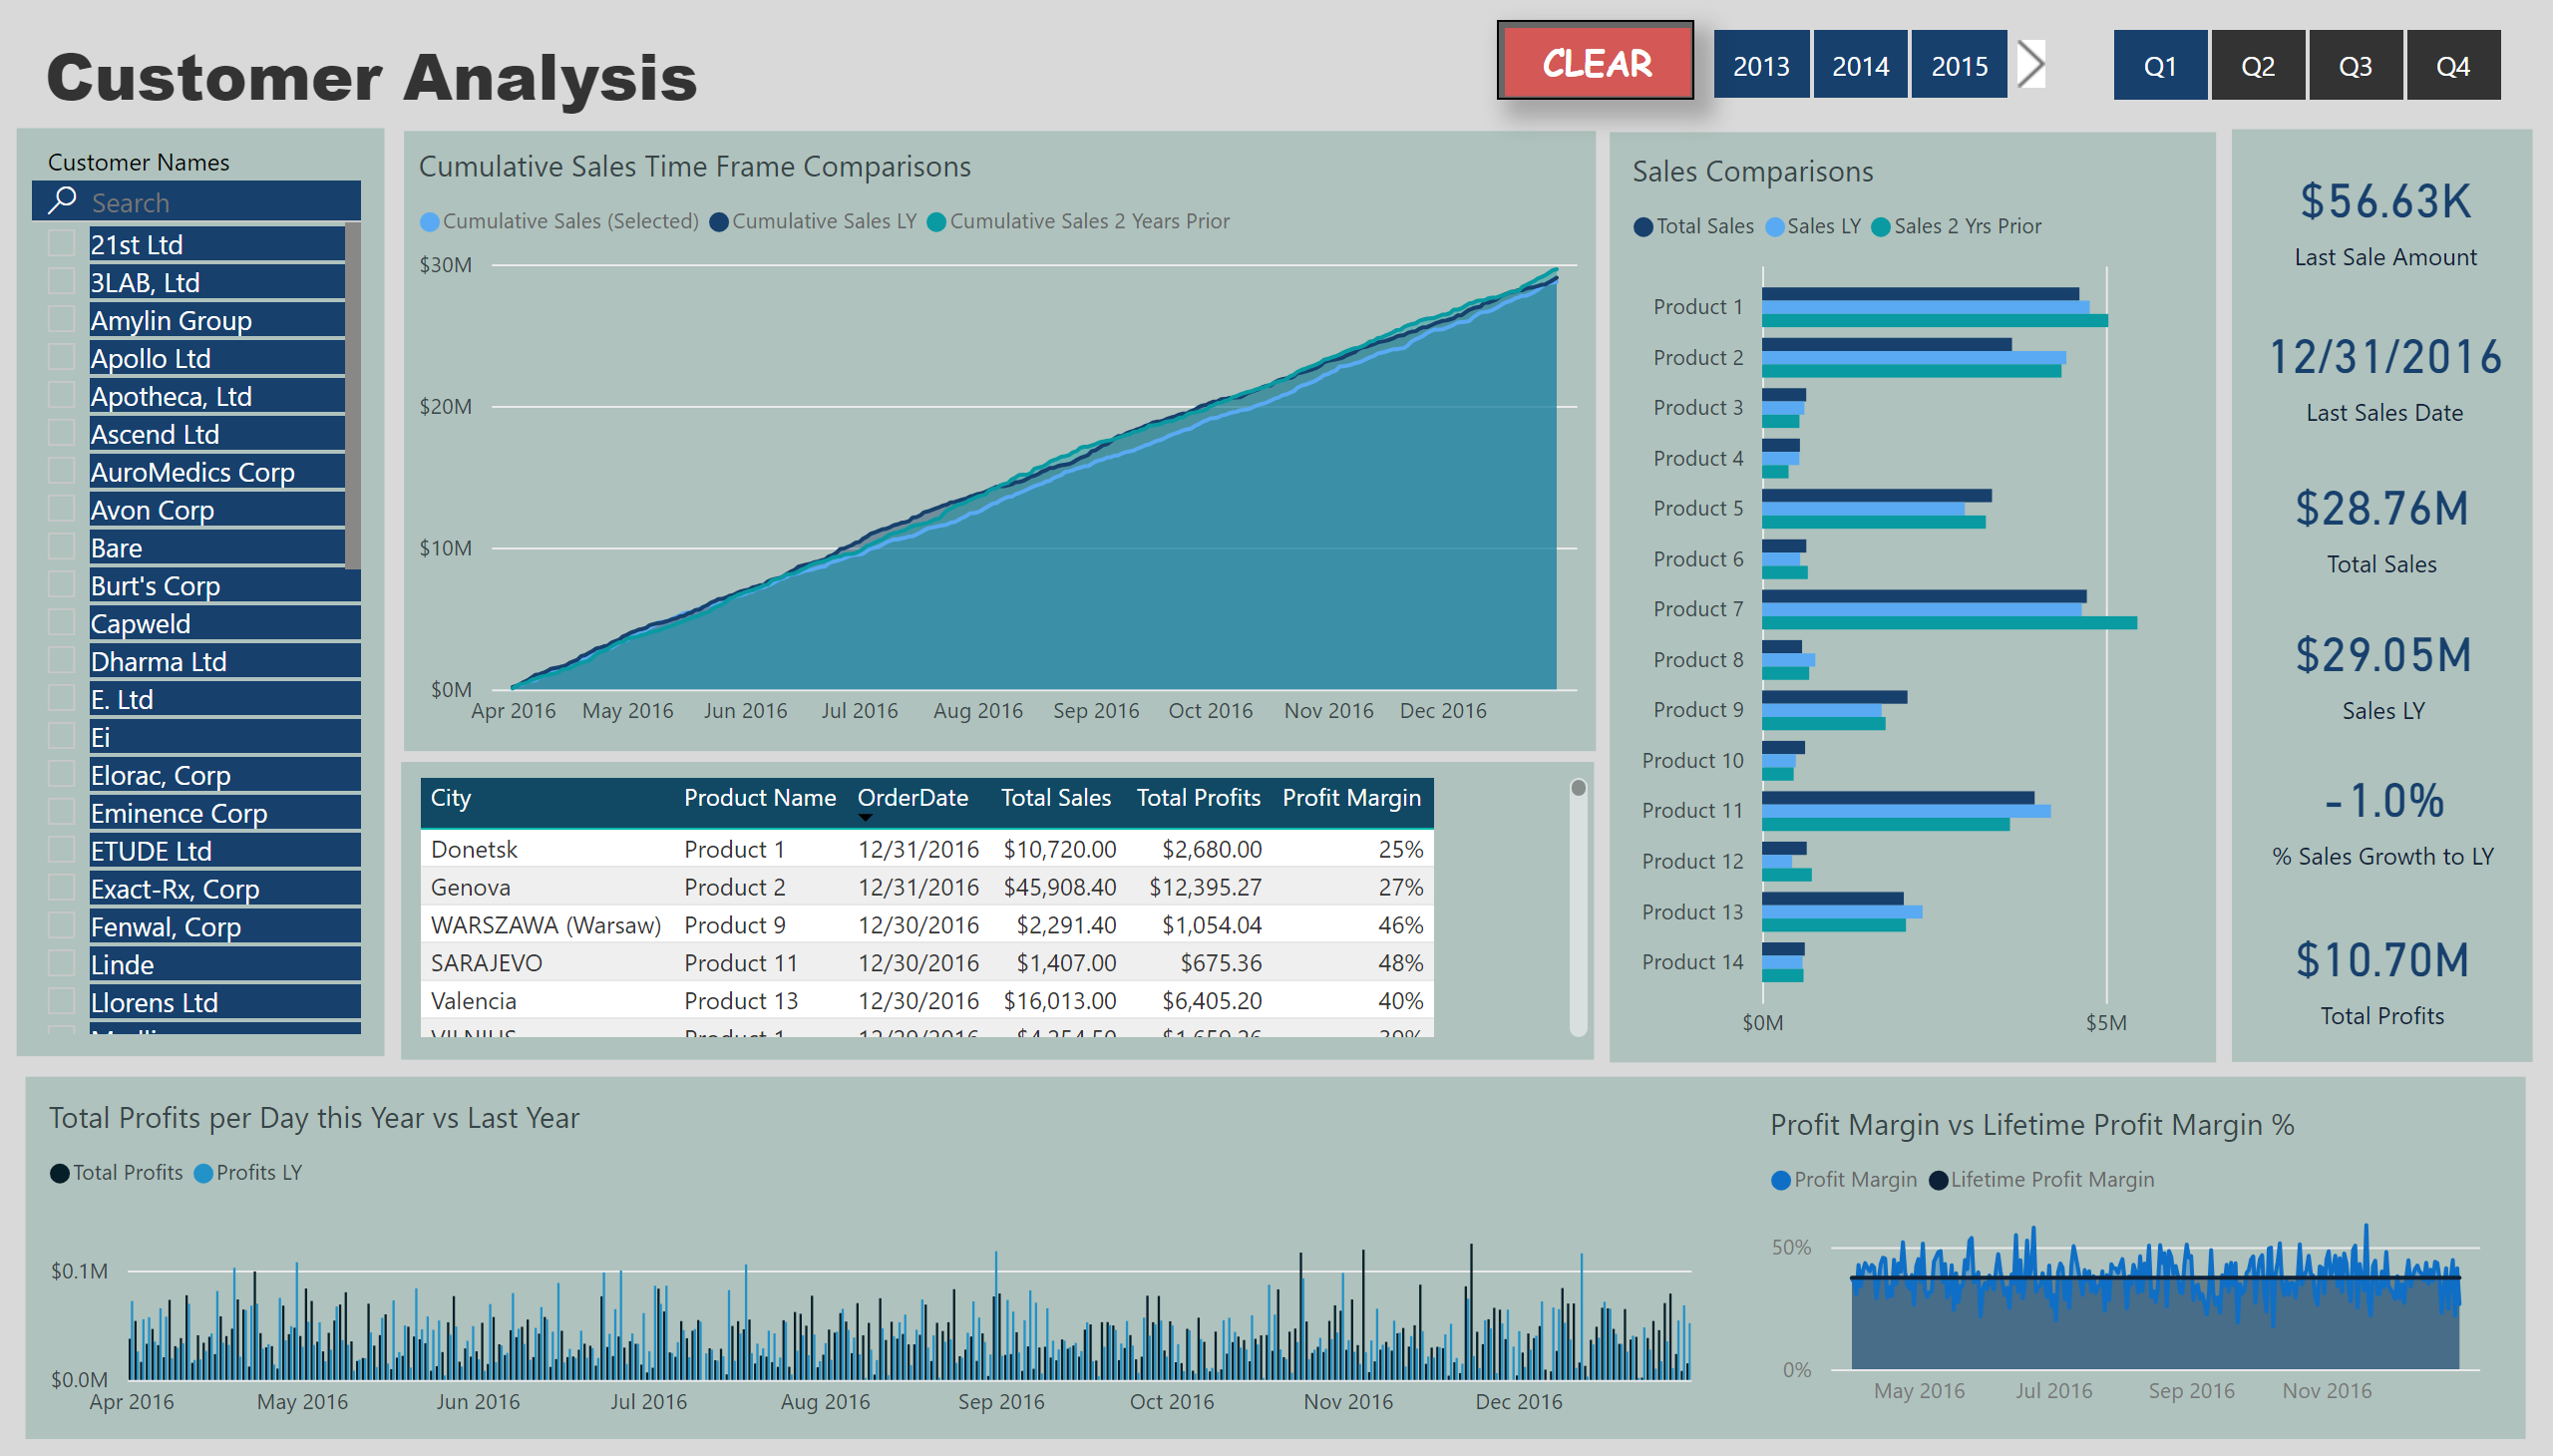 Customer Analysis
CLEAR
2013 2014 2015
Q1 Q2 Q3 Q4
Customer Names
Search
21st Ltd
3LAB, Ltd
Amylin Group
Apollo Ltd
Apotheca, Ltd
Ascend Ltd
AuroMedics Corp
Avon Corp
Bare
Burt's Corp
Capweld
Dharma Ltd
E. Ltd
Ei
Elorac, Corp
Eminence Corp
ETUDE Ltd
Exact-Rx, Corp
Fenwal, Corp
Linde
Llorens Ltd
Cumulative Sales Time Frame Comparisons
Cumulative Sales (Selected) Cumulative Sales LY Cumulative Sales 2 Years Prior
$30M
$20M
$10M
$0M
Apr 2016 May 2016 Jun 2016 Jul 2016 Aug 2016 Sep 2016 Oct 2016 Nov 2016 Dec 2016
City Product Name OrderDate Total Sales Total Profits Profit Margin
Donetsk Product 1 12/31/2016 $10,720.00 $2,680.00 25%
Genova Product 2 12/31/2016 $45,908.40 $12,395.27 27%
WARSZAWA (Warsaw) Product 9 12/30/2016 $2,291.40 $1,054.04 46%
SARAJEVO Product 11 12/30/2016 $1,407.00 $675.36 48%
Valencia Product 13 12/30/2016 $16,013.00 $6,405.20 40%
VILNIUS Product 1 12/29/2016
Sales Comparisons
Total Sales Sales LY Sales 2 Yrs Prior
Product 1
Product 2
Product 3
Product 4
Product 5
Product 6
Product 7
Product 8
Product 9
Product 10
Product 11
Product 12
Product 13
Product 14
$0M $5M
$56.63K
Last Sale Amount
12/31/2016
Last Sales Date
$28.76M
Total Sales
$29.05M
Sales LY
-1.0%
% Sales Growth to LY
$10.70M
Total Profits
Total Profits per Day this Year vs Last Year
Total Profits Profits LY
$0.1M
$0.0M
Apr 2016 May 2016 Jun 2016 Jul 2016 Aug 2016 Sep 2016 Oct 2016 Nov 2016 Dec 2016
Profit Margin vs Lifetime Profit Margin %
Profit Margin Lifetime Profit Margin
50%
0%
May 2016 Jul 2016 Sep 2016 Nov 2016